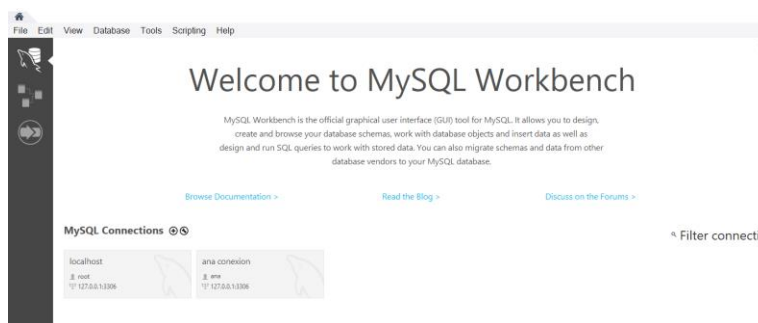 File Edit View Database Tools Scripting Help
Welcome to MySQL Workbench
MySQL Workbench is the official graphical user interface (GUI) tool for MySQL. It allows you to design,
create and browse your database schemas, work with database objects and insert data as well as
design and run SQL queries to work with stored data. You can also migrate schemas and data from other
database vendors to your MySQL database.
Browse Documentation > Read the Blog > Discuss on the Forums >
MySQL Connections
Filter connecti
localhost
root
127.0.0.1:3306
ana conexion
ana
127.0.0.1:3306